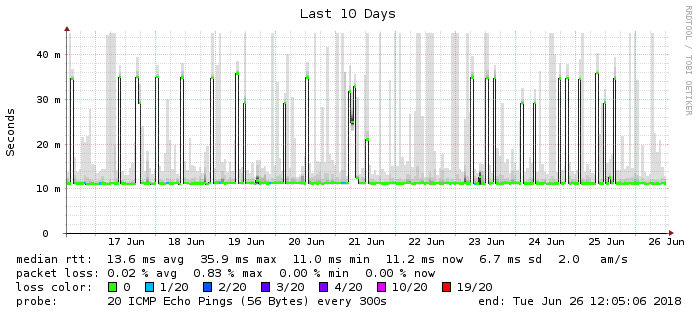 Last 10 Days
RRDTOOL / TOBI OETIKER
Seconds
40 m
30 m
20 m
10 m
0
17 Jun 18 Jun 19 Jun 20 Jun 21 Jun 22 Jun 23 Jun 24 Jun 25 Jun 26 Jun
median rtt: 13.6 ms avg 35.9 ms max 11.0 ms min 11.2 ms now 6.7 ms sd 2.0 am/s
packet loss: 0.02 % avg 0.83 % max 0.00 % min 0.00 % now
loss color: 0 1/20 2/20 3/20 4/20 10/20 19/20
probe: 20 ICMP Echo Pings (56 Bytes) every 300s end: Tue Jun 26 12:05:06 2018